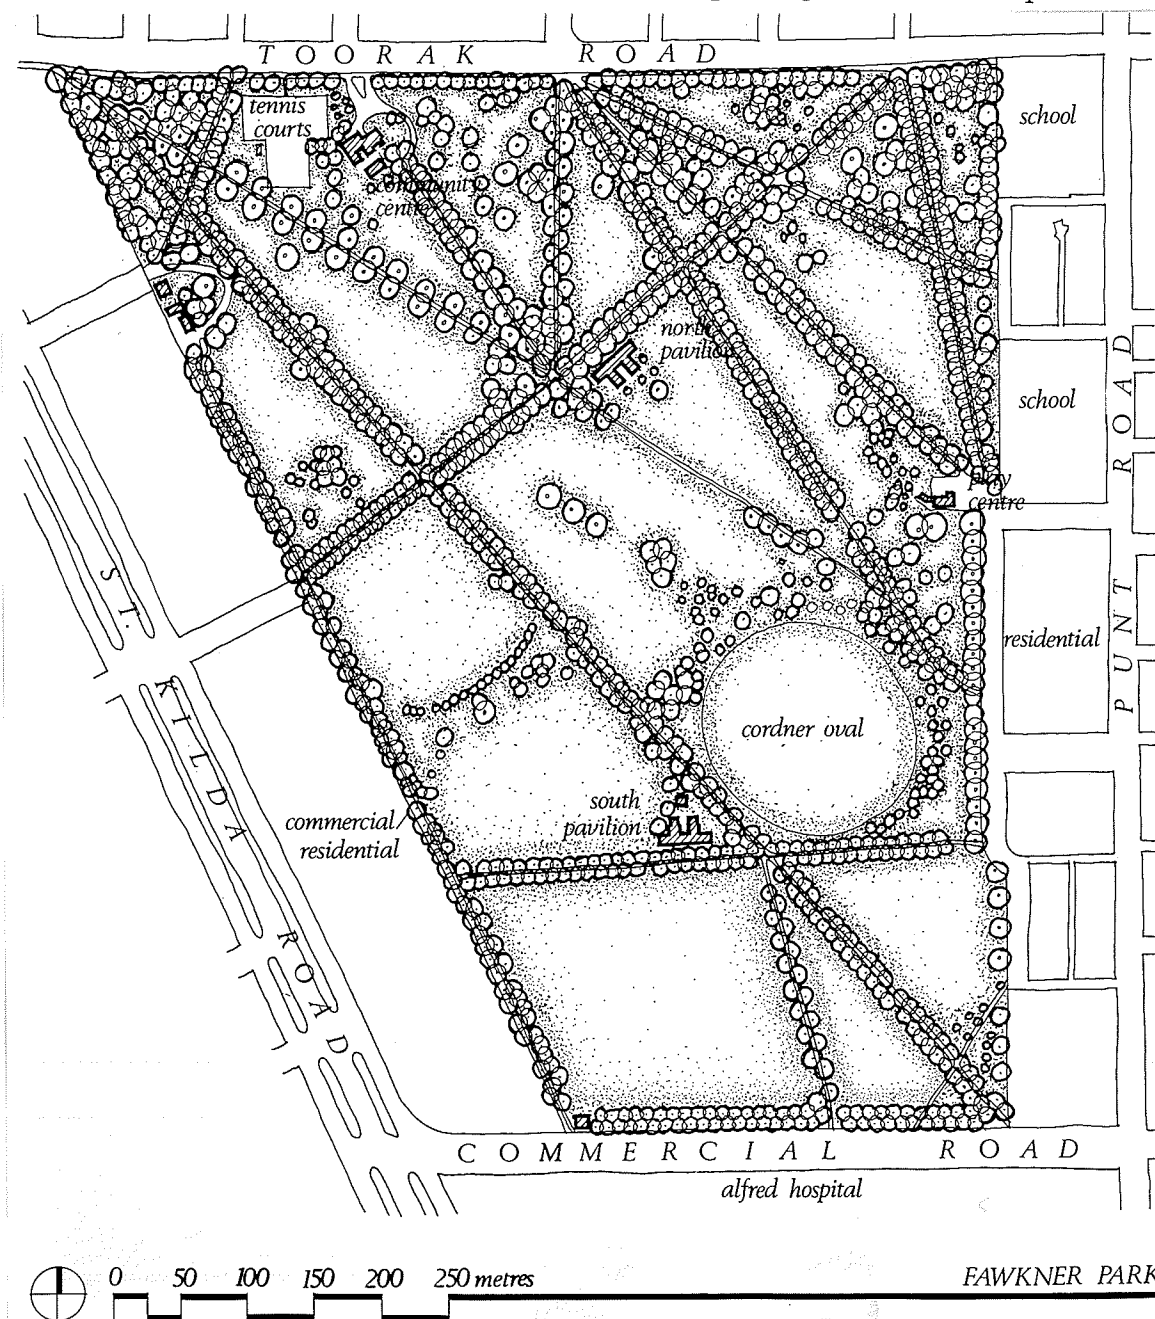 TOORAK ROAD
tennis
courts
school
community
centre
north
pavilion
school
PUNT ROAD
play
centre
residential
ST. KILDA ROAD
cordner oval
south
pavilion
commercial/
residential
COMMERCIAL ROAD
alfred hospital
0 50 100 150 200 250 metres
FAWKNER PARK